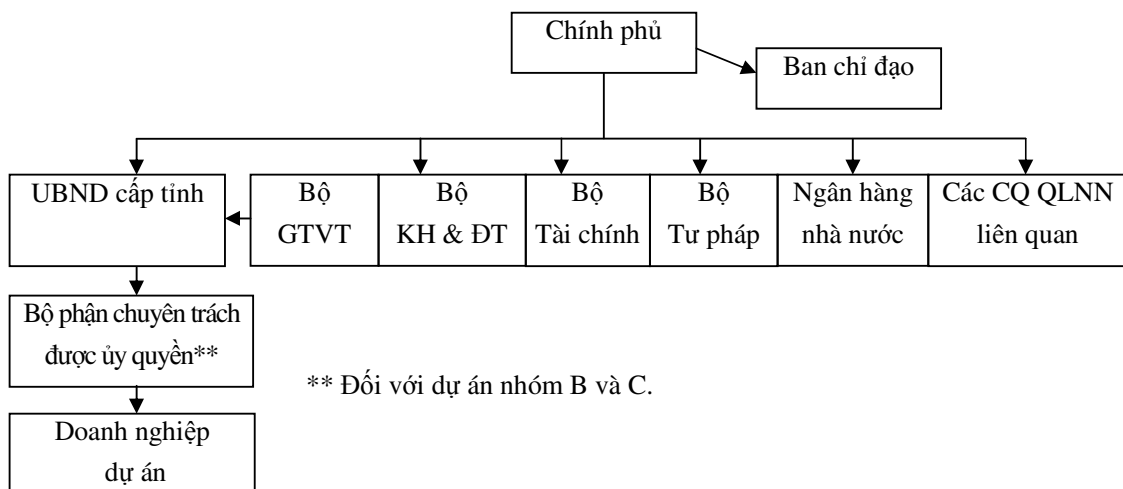 Chính phủ
Ban chỉ đạo
UBND cấp tỉnh
Bộ
GTVT
Bộ
KH & ĐT
Bộ
Tài chính
Bộ
Tư pháp
Ngân hàng
nhà nước
Các CQ QLNN
liên quan
Bộ phận chuyên trách
được ủy quyền**
** Đối với dự án nhóm B và C.
Doanh nghiệp
dự án